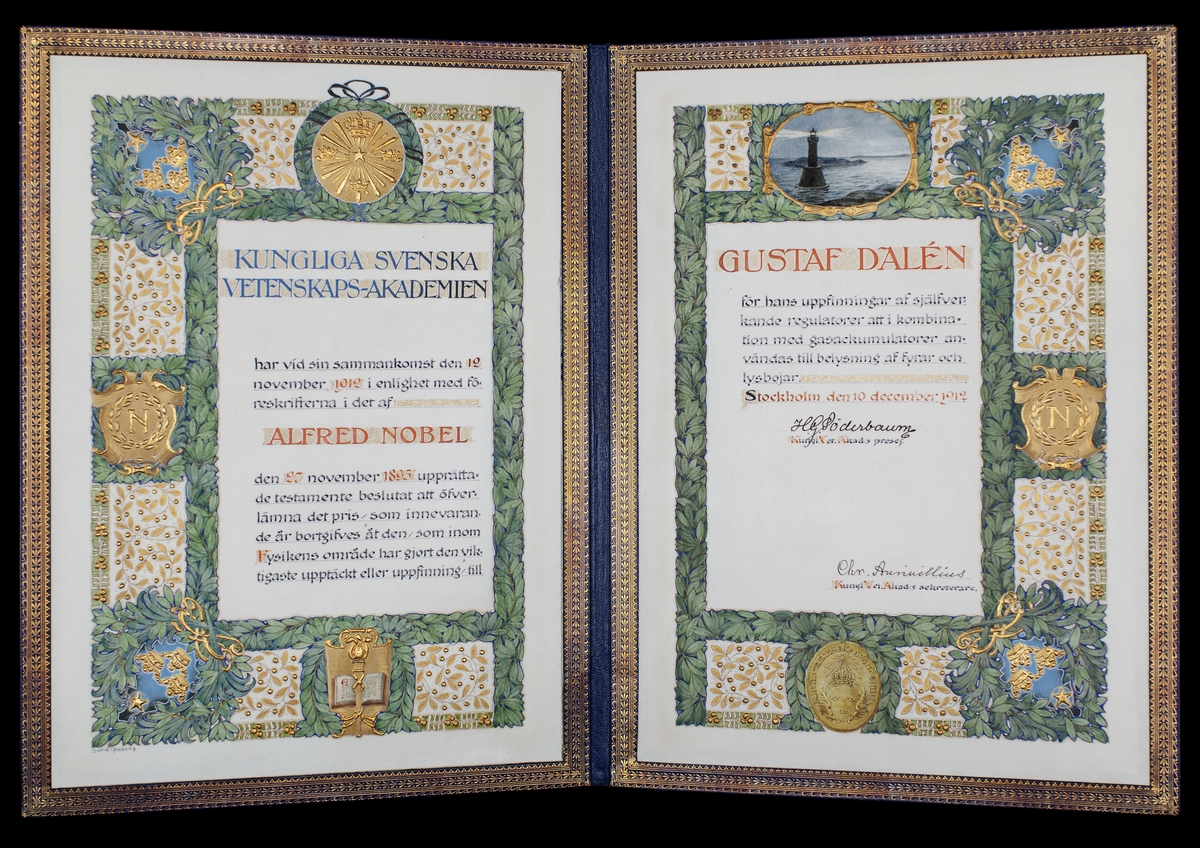 KUNGLIGA SVENSKA
VETENSKAPS-AKADEMIEN
har vid sin sammankomst den 12
november 1912 i enlighet med fö-
reskrifterna i det af
ALFRED NOBEL
den 27 november 1895 upprätta-
de testamente beslutat att öfver-
lämna det pris, som innevaran-
de år bortgifves åt den, som inom
Fysikens område har gjort den vik-
tigaste upptäckt eller uppfinning, till
N
GUSTAF DALÉN
för hans uppfinningar af själfver-
kande regulatorer att i kombina-
tion med gasackumulatorer an-
vändas till belysning af fyrar och
lysbojar.
Stockholm den 10 december 1912
H G Söderbaum
Kungl Vet. Akad:s preses.
Chr. Aurivillius
Kungl Vet. Akad:s sekreterare.
N